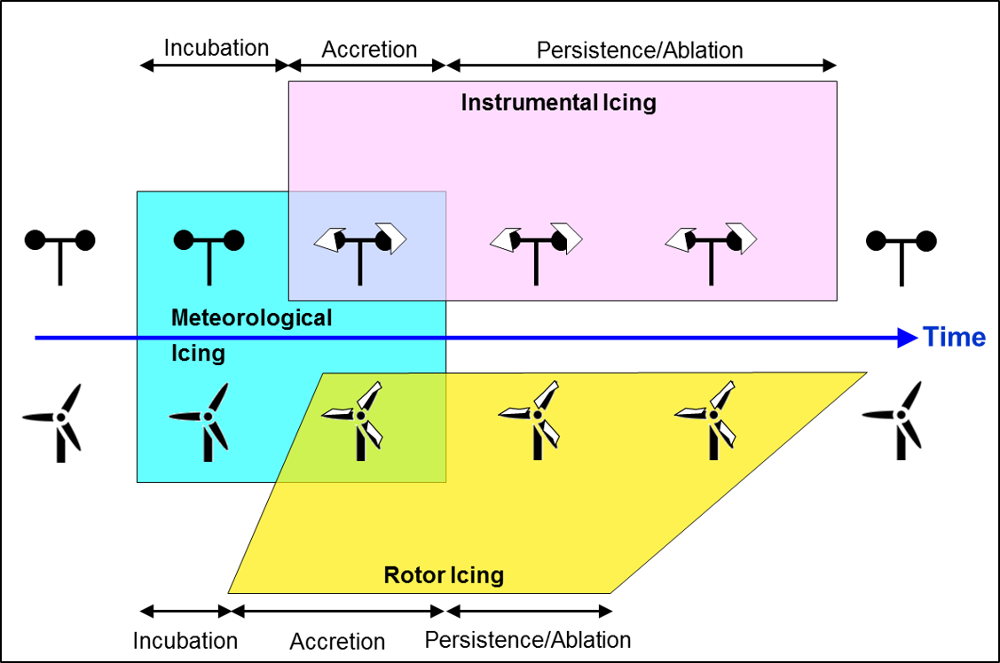 Incubation
Accretion
Persistence/Ablation
Instrumental Icing
Meteorological
Icing
Time
Rotor Icing
Incubation
Accretion
Persistence/Ablation